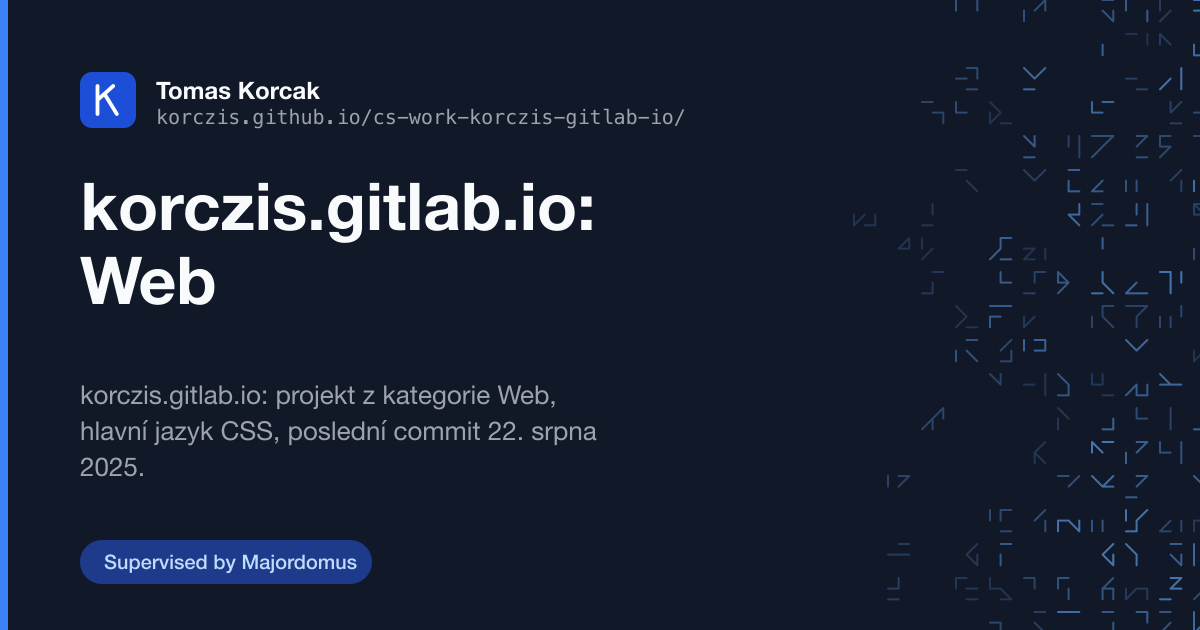 Tomas Korcak
korczis.github.io/cs-work-korczis-gitlab-io/
korczis.gitlab.io:
Web
korczis.gitlab.io: projekt z kategorie Web,
hlavní jazyk CSS, poslední commit 22. srpna
2025.
Supervised by Majordomus